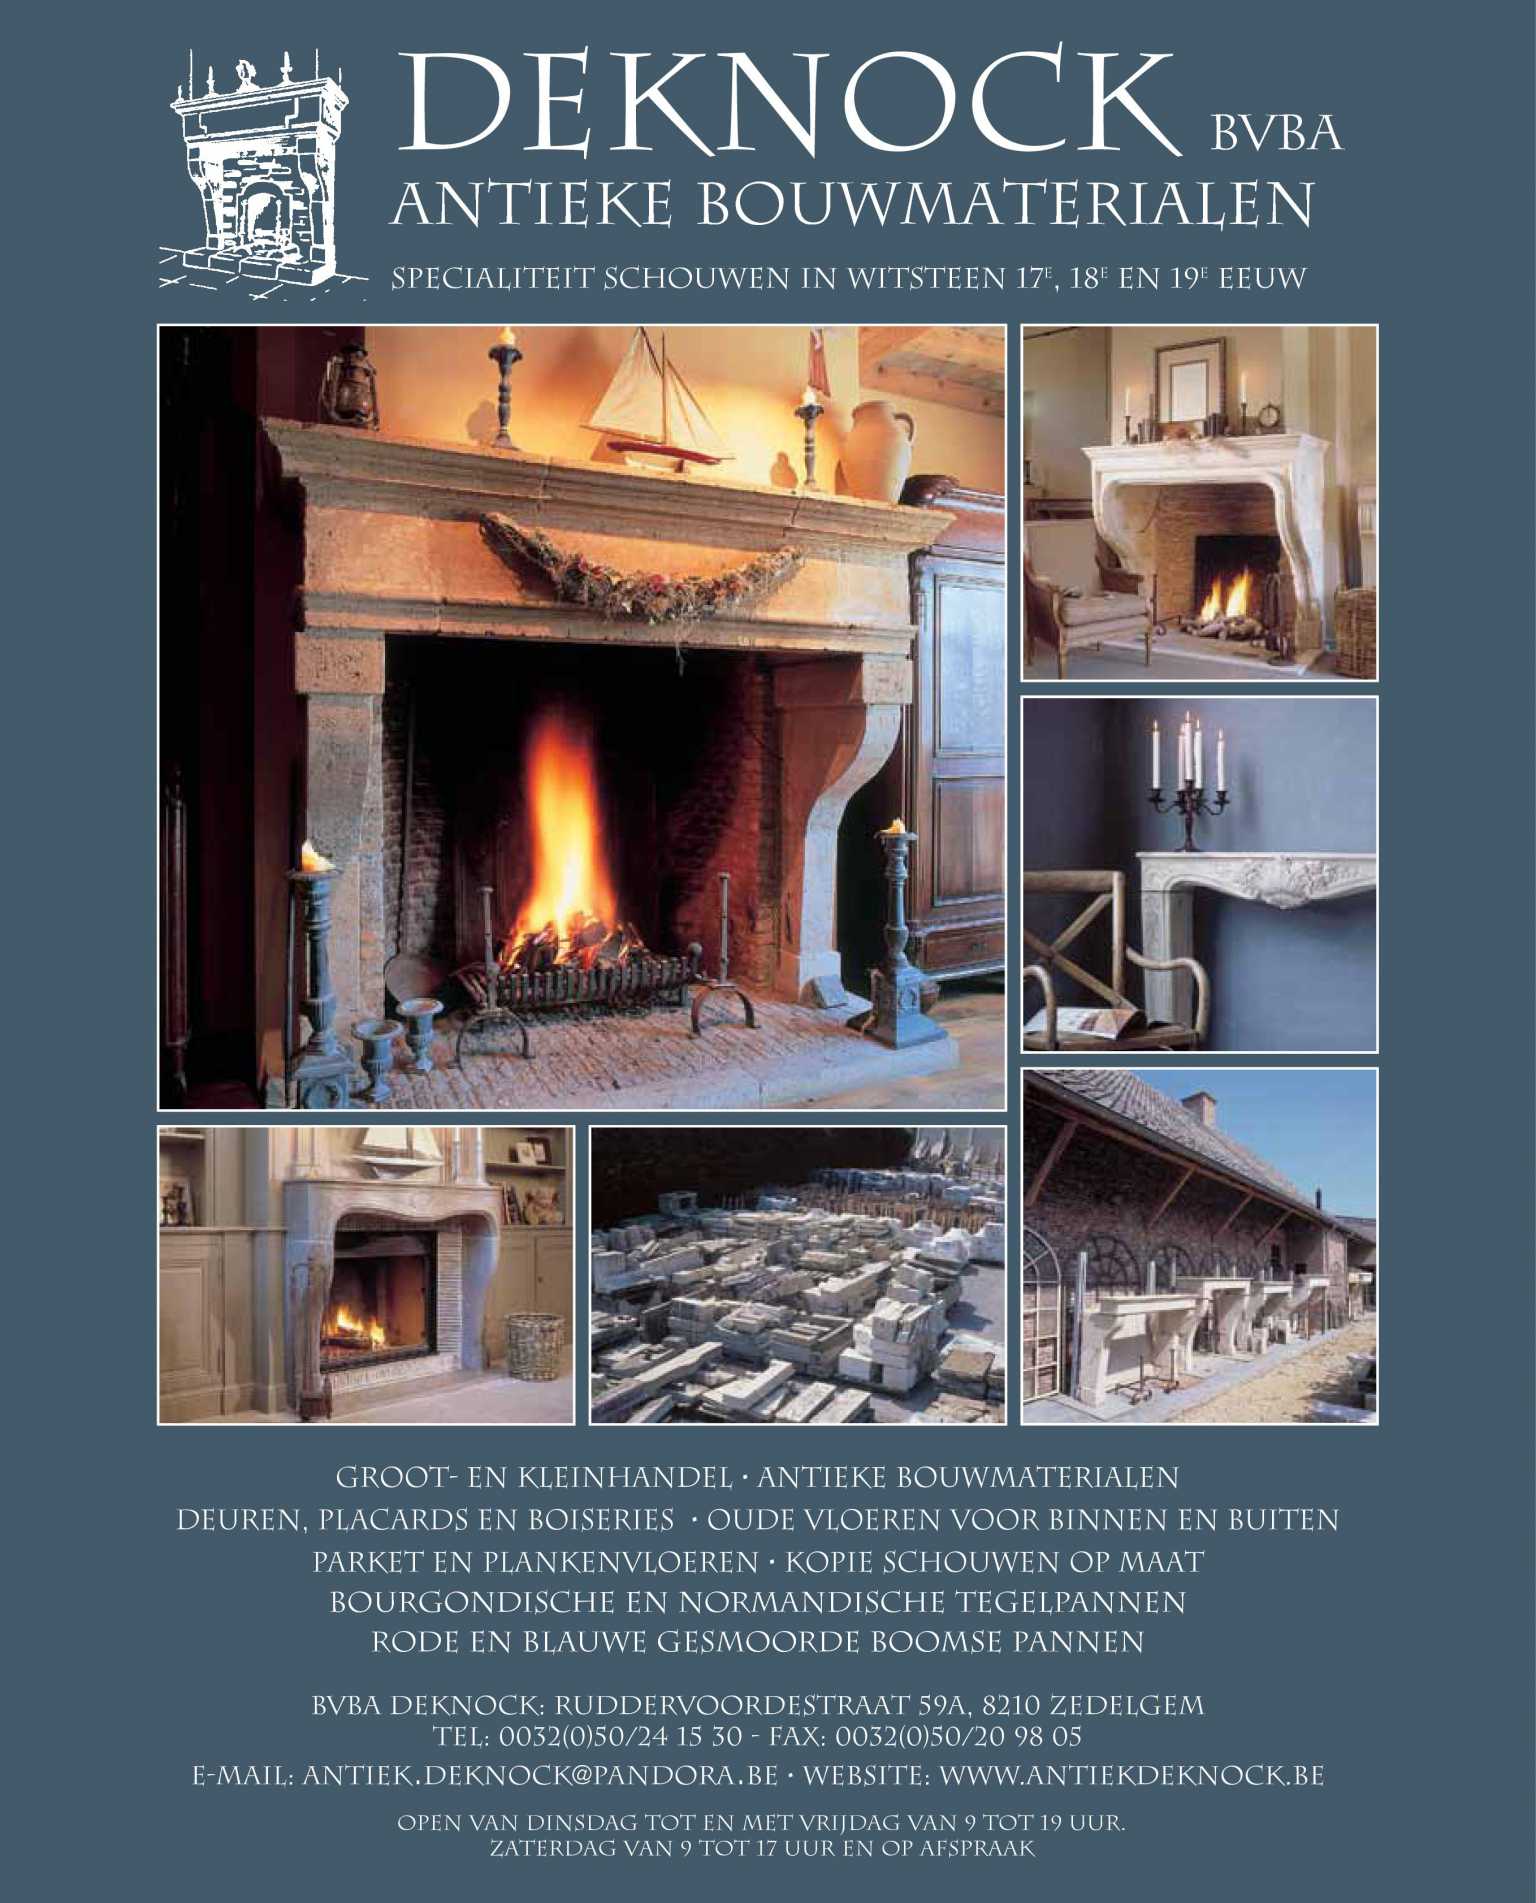 DEKNOCK BVBA
ANTIEKE BOUWMATERIALEN
SPECIALITEIT SCHOUWEN IN WITSTEEN 17E, 18E EN 19E EEUW
GROOT- EN KLEINHANDEL • ANTIEKE BOUWMATERIALEN
DEUREN, PLACARDS EN BOISERIES • OUDE VLOEREN VOOR BINNEN EN BUITEN
PARKET EN PLANKENVLOEREN • KOPIE SCHOUWEN OP MAAT
BOURGONDISCHE EN NORMANDISCHE TEGELPANNEN
RODE EN BLAUWE GESMOORDE BOOMSE PANNEN
BVBA DEKNOCK: RUDDERVOORDESTRAAT 59A, 8210 ZEDELGEM
TEL: 0032(0)50/24 15 30 - FAX: 0032(0)50/20 98 05
E-MAIL: ANTIEK.DEKNOCK@PANDORA.BE • WEBSITE: WWW.ANTIEKDEKNOCK.BE
OPEN VAN DINSDAG TOT EN MET VRIJDAG VAN 9 TOT 19 UUR.
ZATERDAG VAN 9 TOT 17 UUR EN OP AFSPRAAK